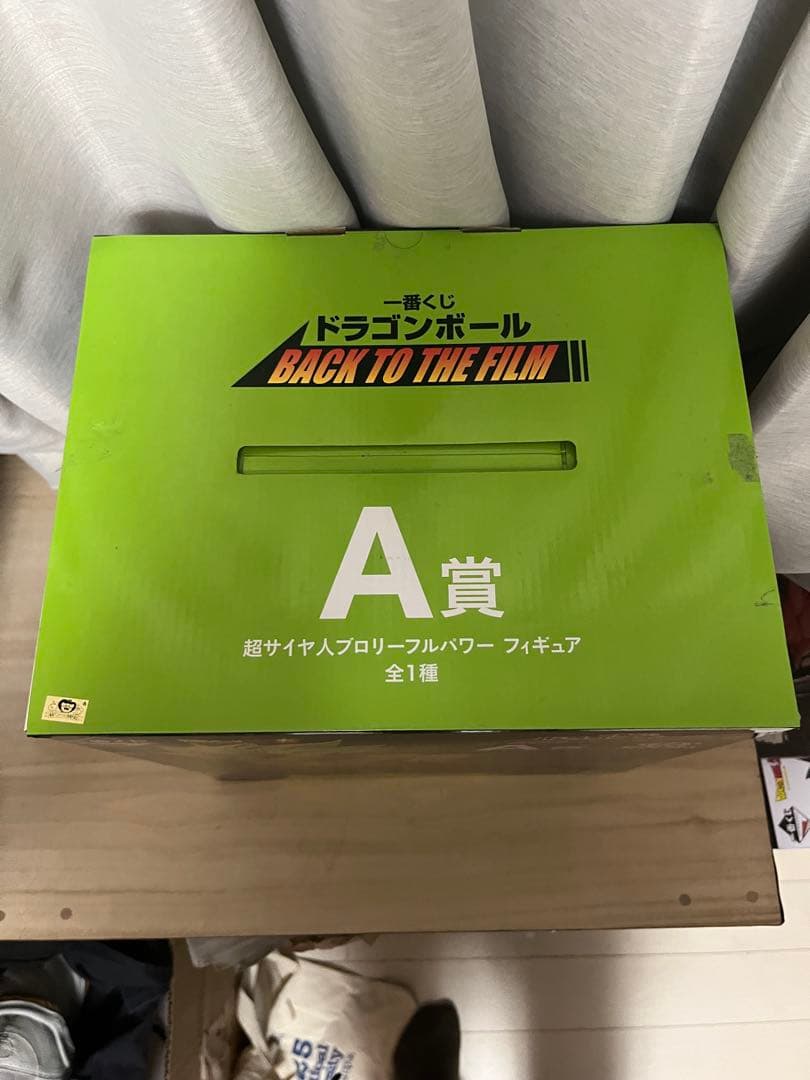 一番くじ
ドラゴンボール
BACK TO THE FILM
A賞
超サイヤ人ブロリーフルパワー フィギュア
全1種